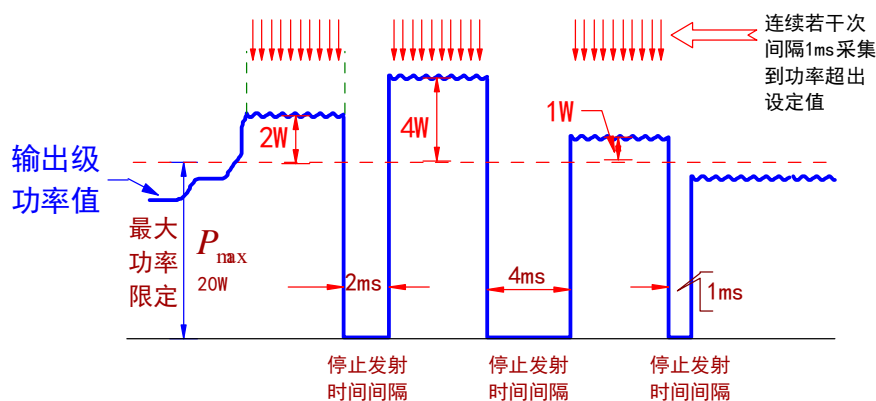 连续若干次
间隔1ms采集
到功率超出
设定值
2W
4W
1W
输出级
功率值
最大
功率
限定
Pmax
20W
2ms
4ms
1ms
停止发射
时间间隔
停止发射
时间间隔
停止发射
时间间隔